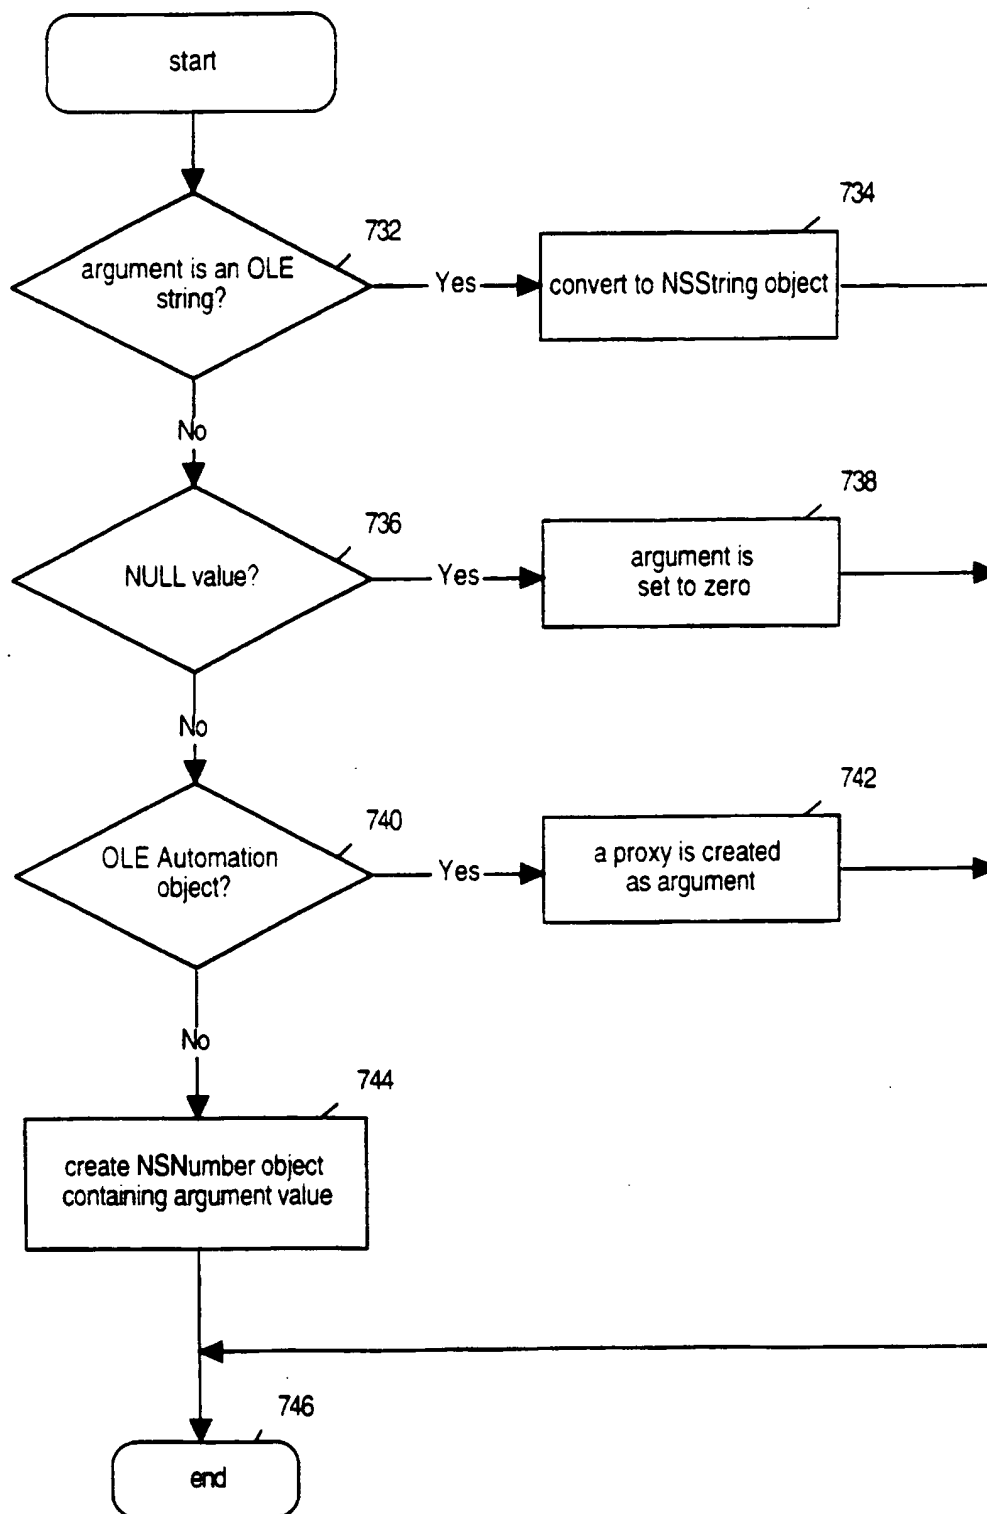 start
732
argument is an OLE
string?
Yes
734
convert to NSString object
No
736
NULL value?
Yes
738
argument is
set to zero
No
740
OLE Automation
object?
Yes
742
a proxy is created
as argument
No
744
create NSNumber object
containing argument value
746
end